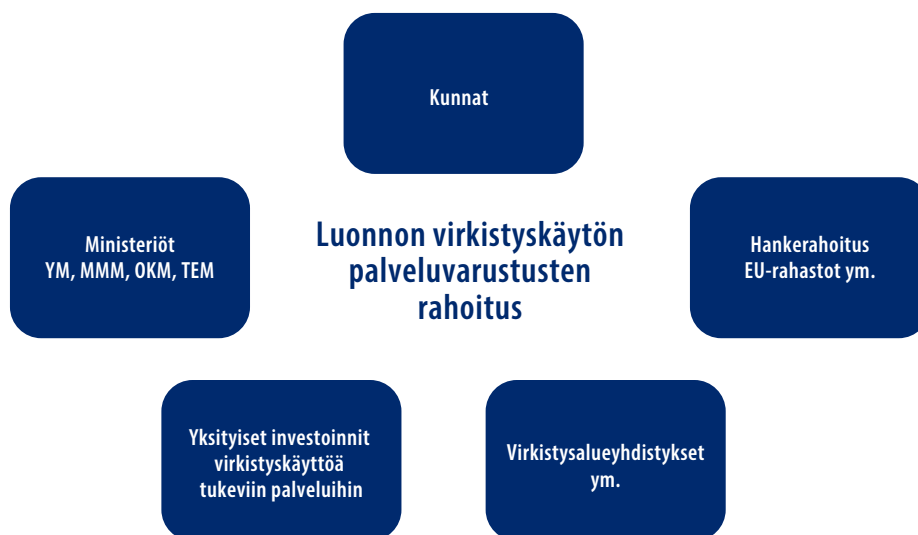 Kunnat
Ministeriöt
YM, MMM, OKM, TEM
Luonnon virkistyskäytön
palveluvarustusten
rahoitus
Hankerahoitus
EU-rahastot ym.
Yksityiset investoinnit
virkistyskäyttöä
tukeviin palveluihin
Virkistysalueyhdistykset
ym.